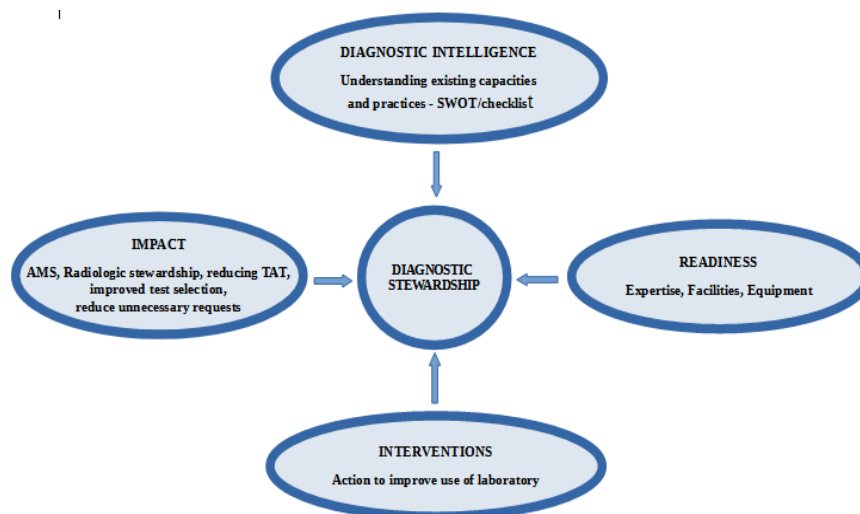 DIAGNOSTIC INTELLIGENCE
Understanding existing capacities
and practices - SWOT/checklist
IMPACT
AMS, Radiologic stewardship, reducing TAT,
improved test selection,
reduce unnecessary requests
DIAGNOSTIC
STEWARDSHIP
READINESS
Expertise, Facilities, Equipment
INTERVENTIONS
Action to improve use of laboratory